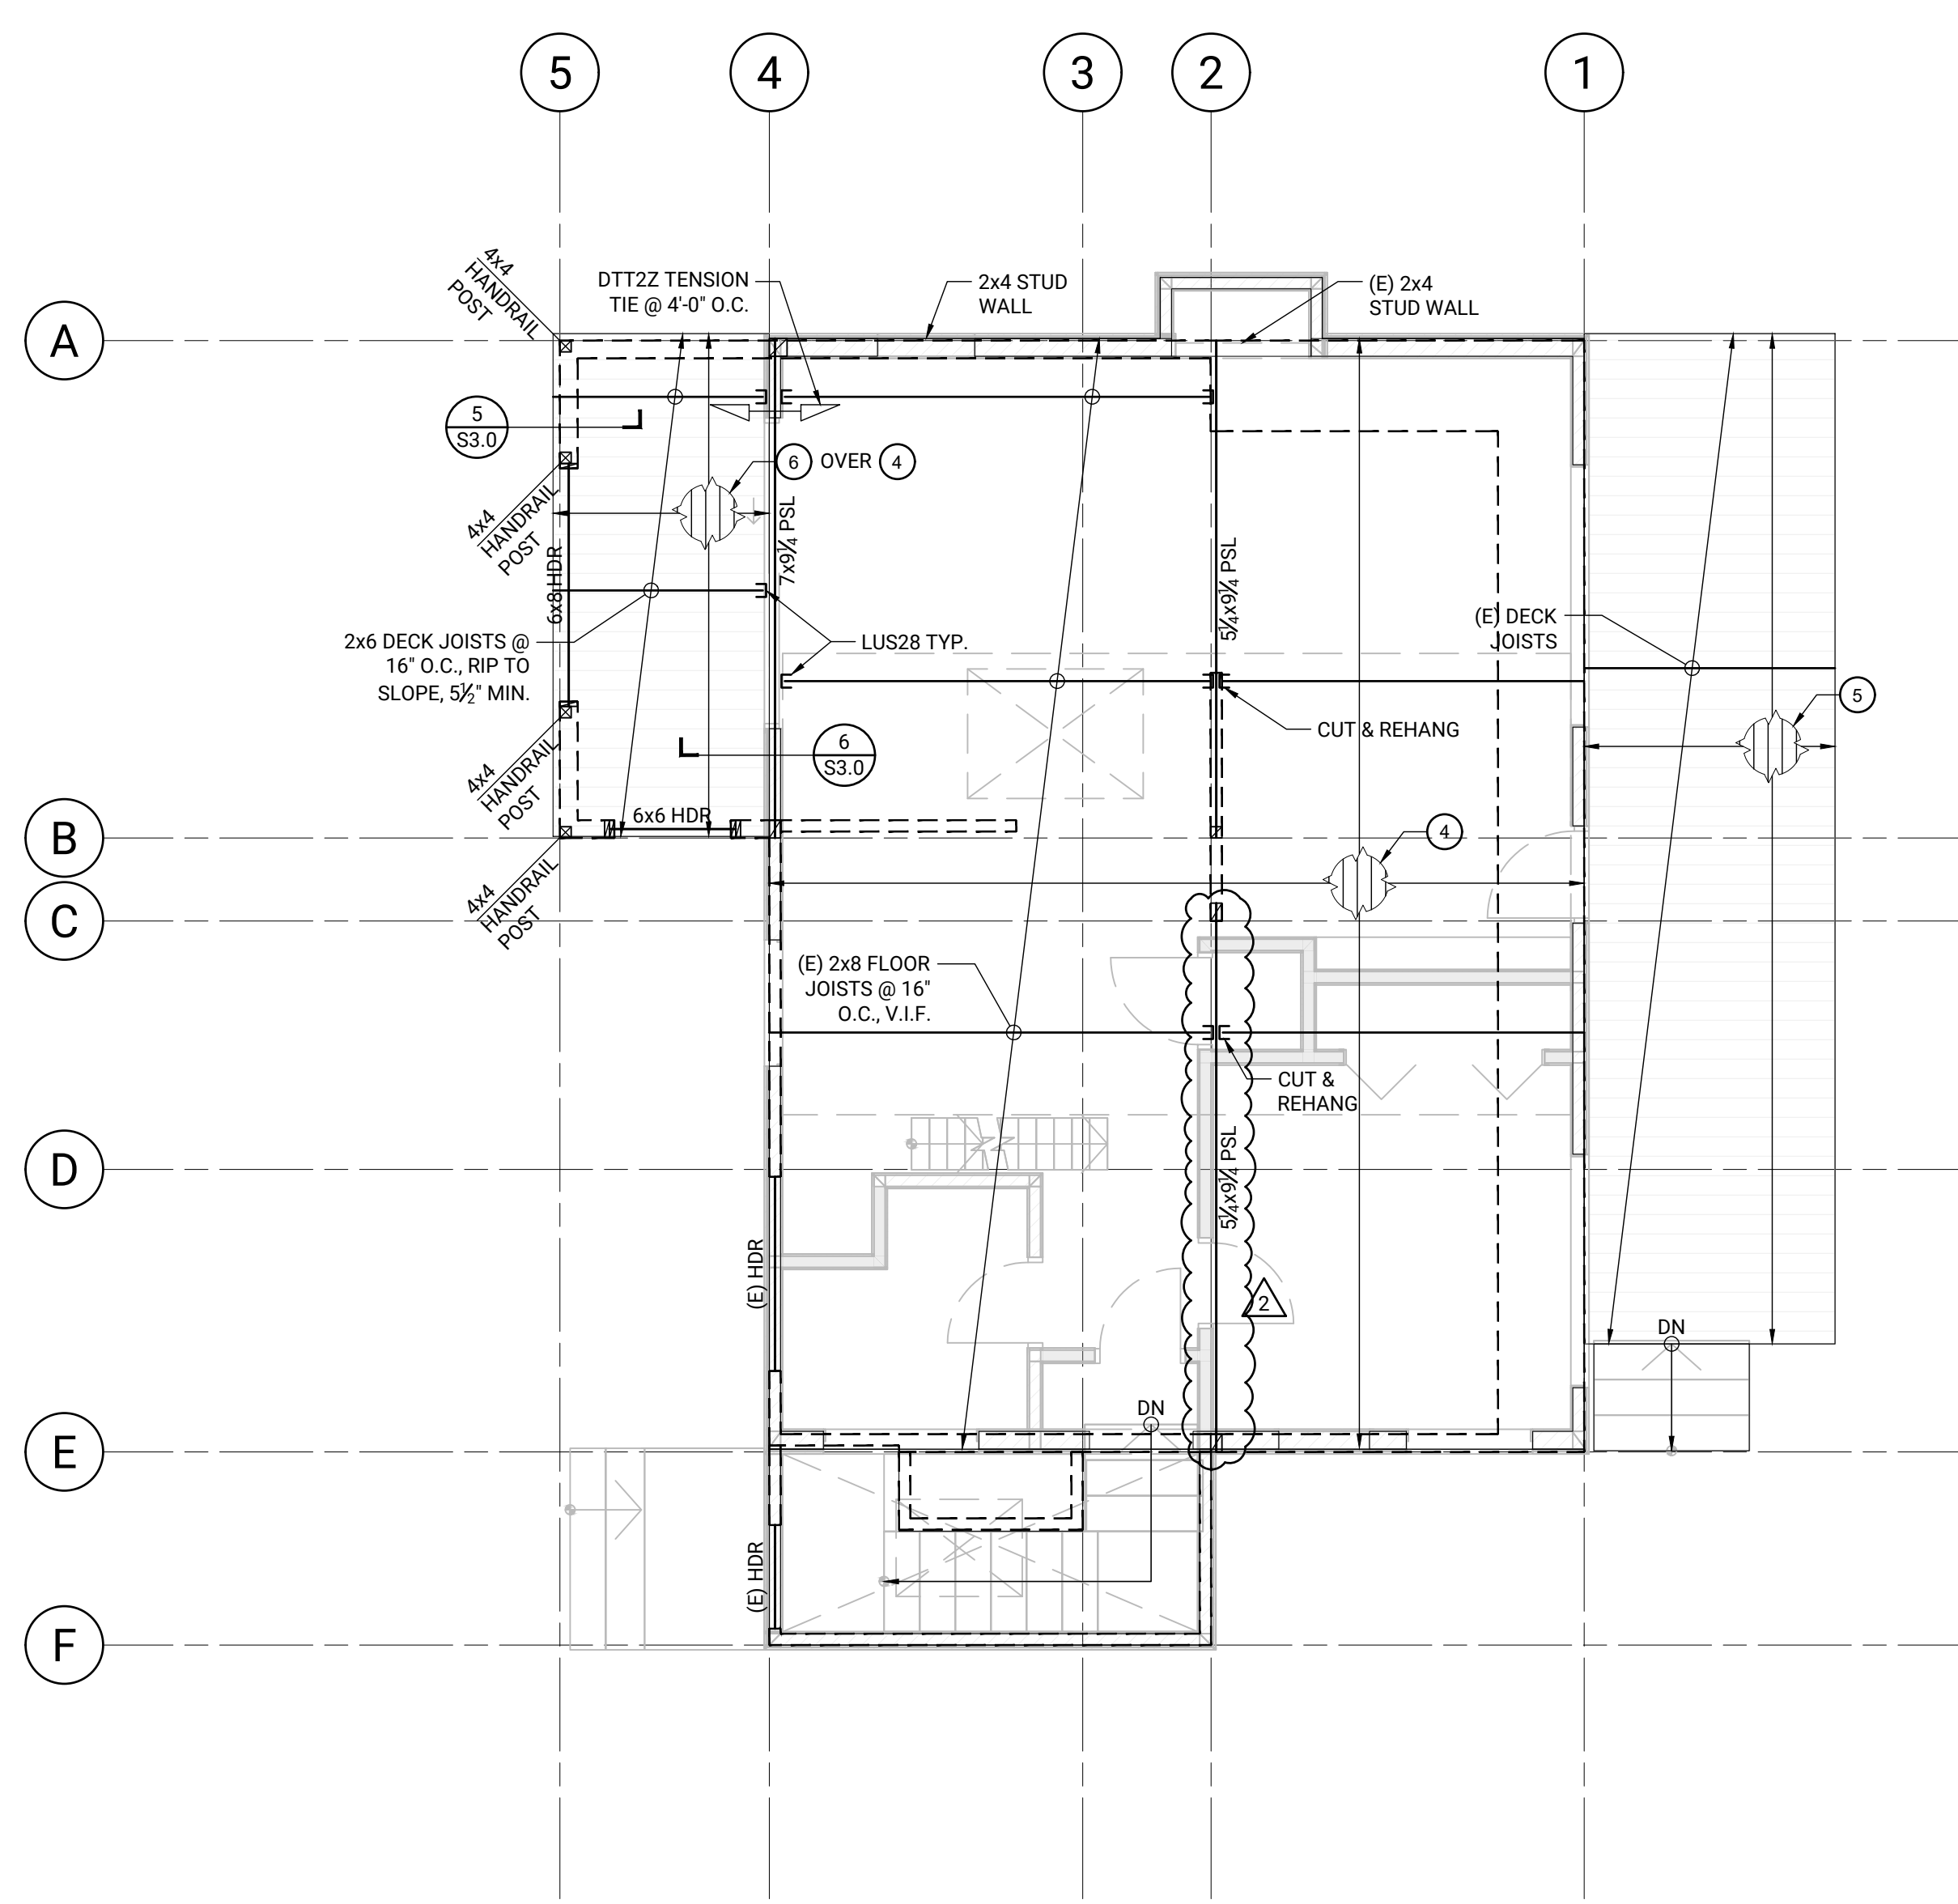 5
4
3
2
1
A
B
C
D
E
F
4x4
HANDRAIL
POST
DTT2Z TENSION
TIE @ 4'-0" O.C.
2x4 STUD
WALL
(E) 2x4
STUD WALL
5
S3.0
6 OVER 4
4x4
HANDRAIL
POST
6x8 HDR
7x9¼ PSL
5¼x9¼ PSL
2x6 DECK JOISTS @
16" O.C., RIP TO
SLOPE, 5½" MIN.
LUS28 TYP.
(E) DECK
JOISTS
5
CUT & REHANG
6
S3.0
4x4
HANDRAIL
POST
6x6 HDR
4
4x4
HANDRAIL
POST
(E) 2x8 FLOOR
JOISTS @ 16"
O.C., V.I.F.
CUT &
REHANG
5¼x9¼ PSL
(E) HDR
2
DN
DN
(E) HDR